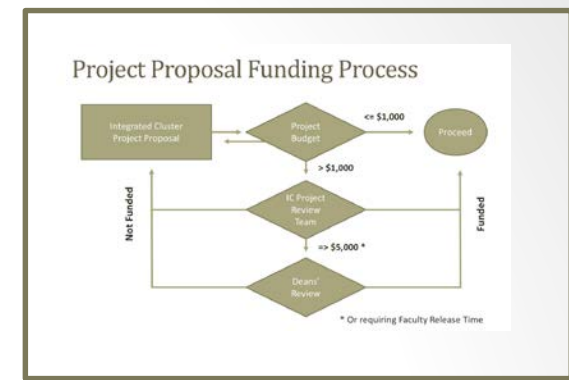 Project Proposal Funding Process
Integrated Cluster
Project Proposal
Project
Budget
<= $1,000
Proceed
> $1,000
IC Project
Review
Team
Not Funded
Funded
=> $5,000 *
Deans'
Review
* Or requiring Faculty Release Time